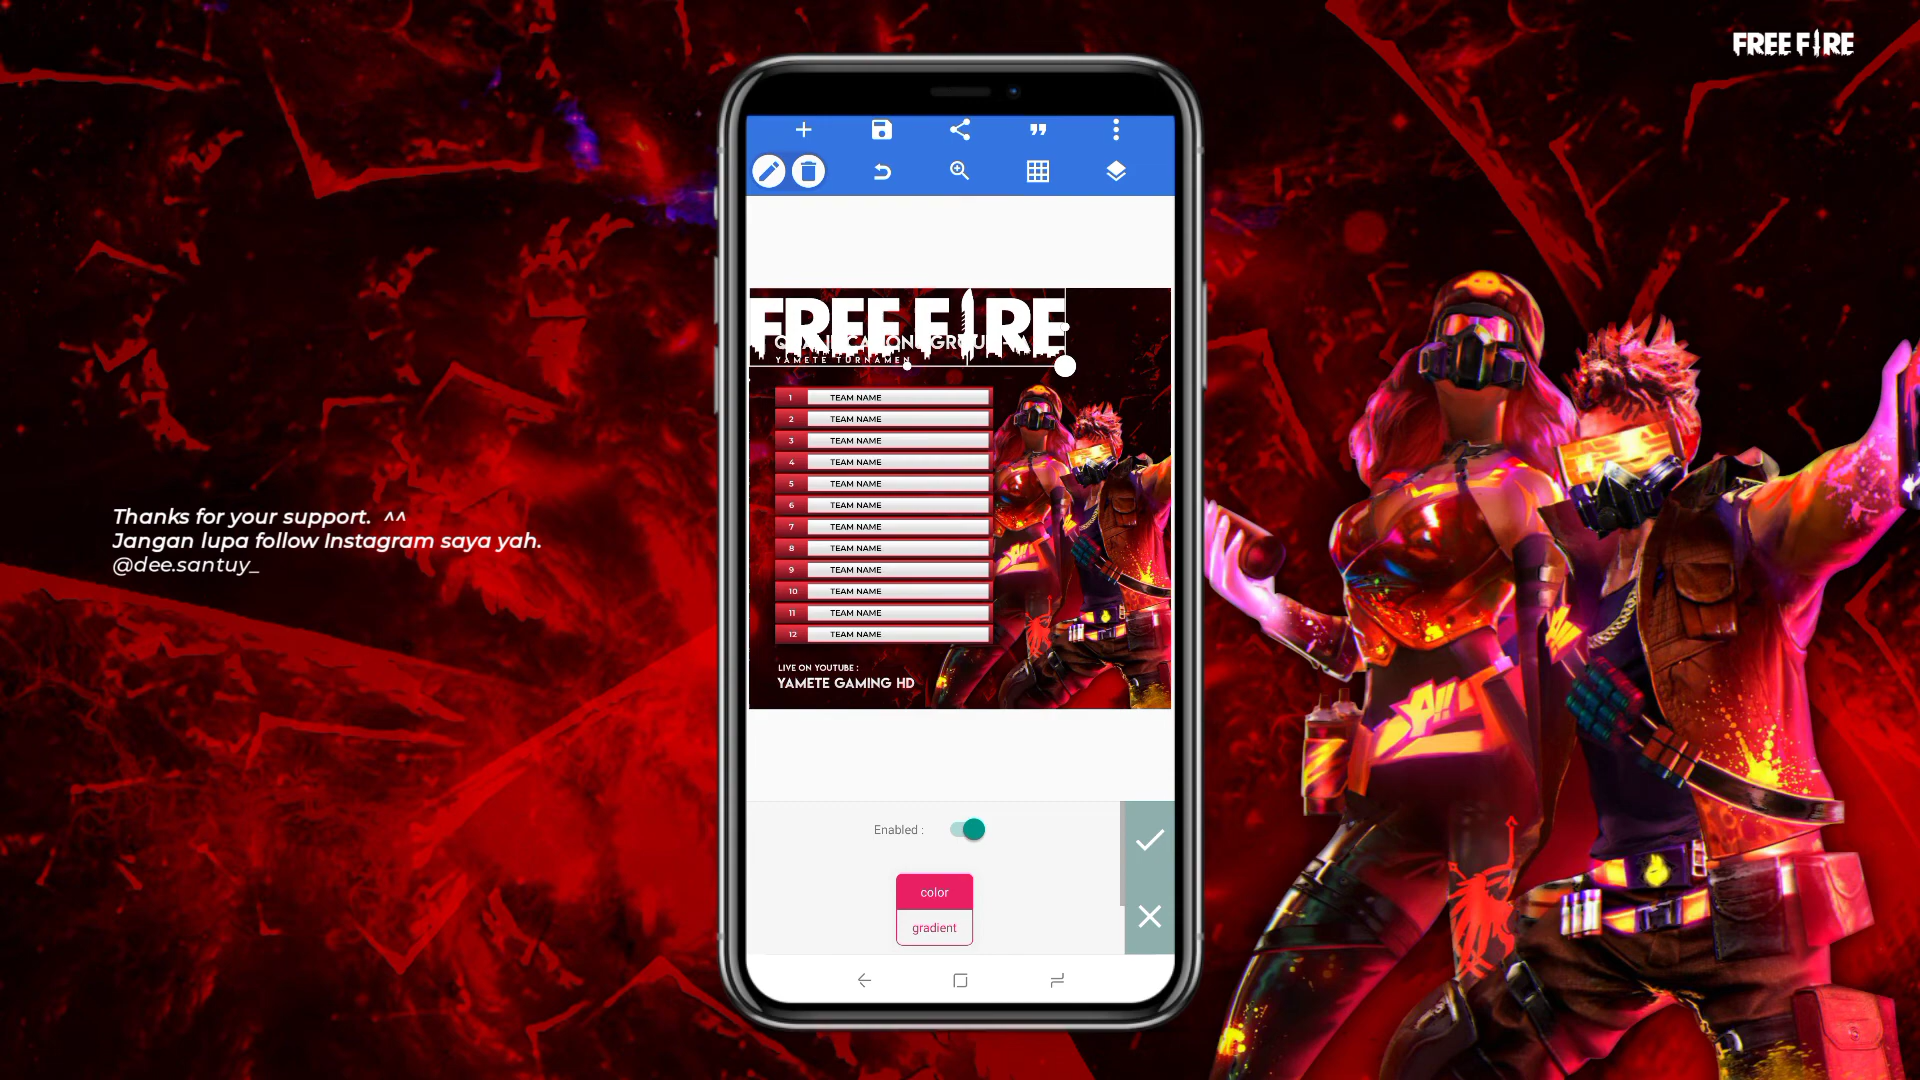 FREE FIRE
Thanks for your support. ^^
Jangan lupa follow Instagram saya yah.
@dee.santuy_
FREE FIRE
QUALIFICATION GROUP
YAMETE TURNAMEN
1 TEAM NAME
2 TEAM NAME
3 TEAM NAME
4 TEAM NAME
5 TEAM NAME
6 TEAM NAME
7 TEAM NAME
8 TEAM NAME
9 TEAM NAME
10 TEAM NAME
11 TEAM NAME
12 TEAM NAME
LIVE ON YOUTUBE :
YAMETE GAMING HD
Enabled :
color
gradient